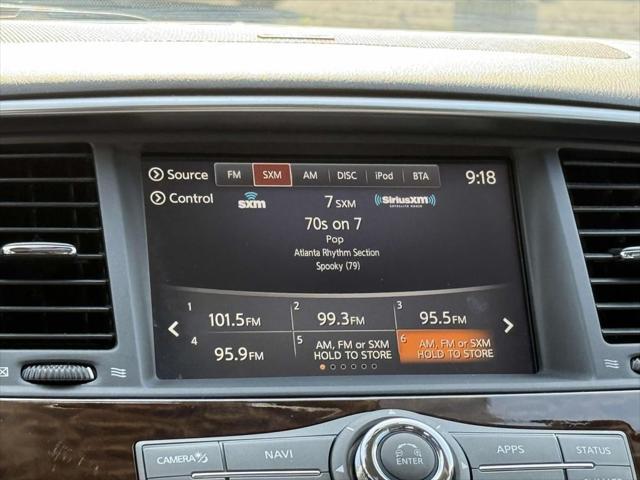 Source FM SXM AM DISC iPod BTA 9:18
Control
sxm 7 SXM SiriusXM
SATELLITE RADIO
70s on 7
Pop
Atlanta Rhythm Section
Spooky (79)
1 101.5FM 2 99.3FM 3 95.5FM
4 95.9FM 5 AM, FM or SXM HOLD TO STORE 6 AM, FM or SXM HOLD TO STORE
CAMERA NAVI ENTER APPS STATUS